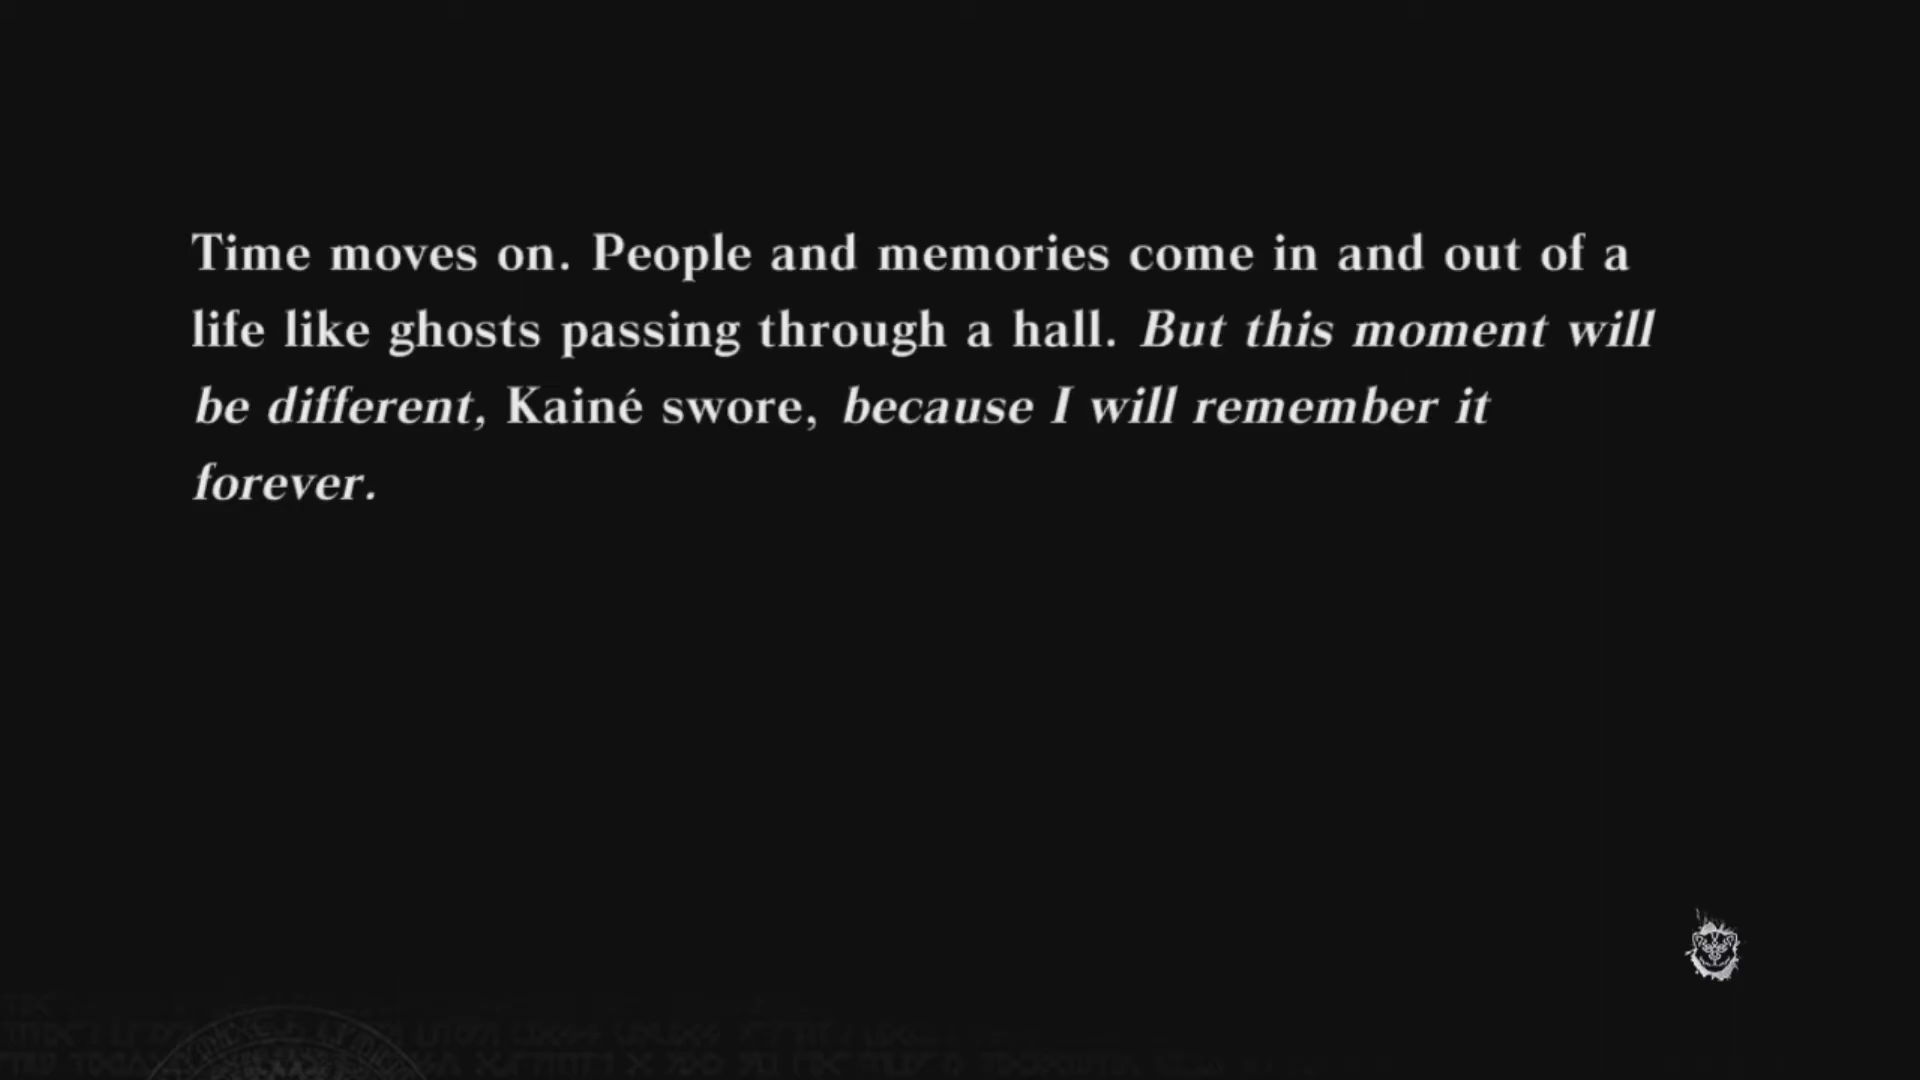 Time moves on. People and memories come in and out of a
life like ghosts passing through a hall. But this moment will
be different, Kainé swore, because I will remember it
forever.